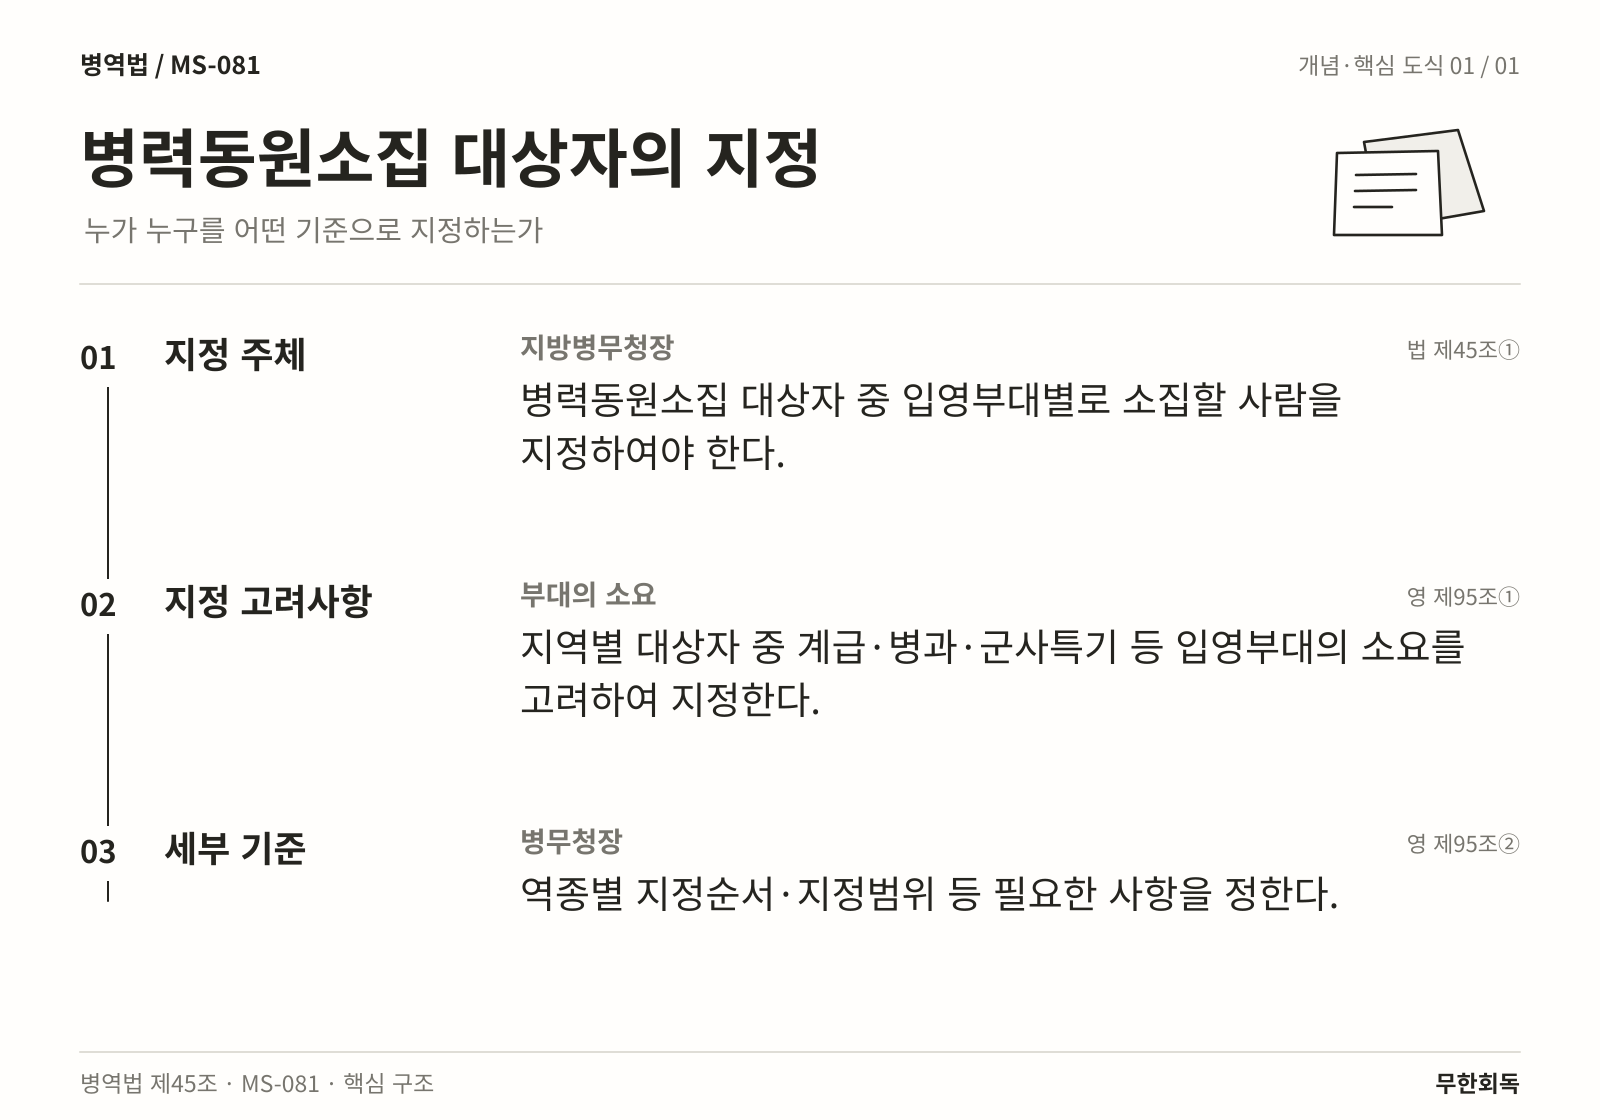 병역법 / MS-081
개념·핵심 도식 01 / 01
병력동원소집 대상자의 지정
누가 누구를 어떤 기준으로 지정하는가
01 지정 주체
지방병무청장
법 제45조①
병력동원소집 대상자 중 입영부대별로 소집할 사람을
지정하여야 한다.
02 지정 고려사항
부대의 소요
영 제95조①
지역별 대상자 중 계급·병과·군사특기 등 입영부대의 소요를
고려하여 지정한다.
03 세부 기준
병무청장
영 제95조②
역종별 지정순서·지정범위 등 필요한 사항을 정한다.
병역법 제45조 · MS-081 · 핵심 구조
무한회독